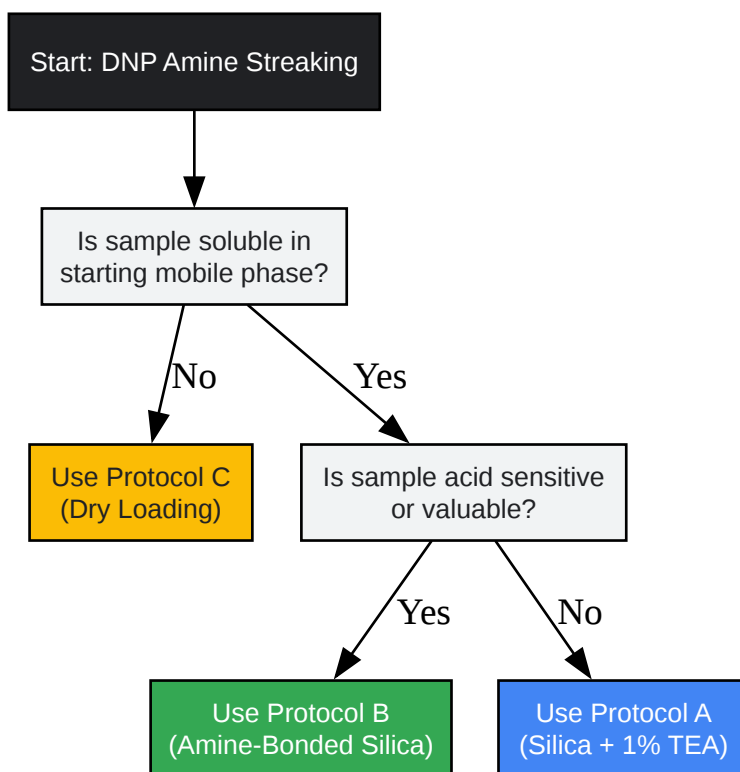 Start: DNP Amine Streaking
Is sample soluble in
starting mobile phase?
No
Yes
Use Protocol C
(Dry Loading)
Is sample acid sensitive
or valuable?
Yes
No
Use Protocol B
(Amine-Bonded Silica)
Use Protocol A
(Silica + 1% TEA)